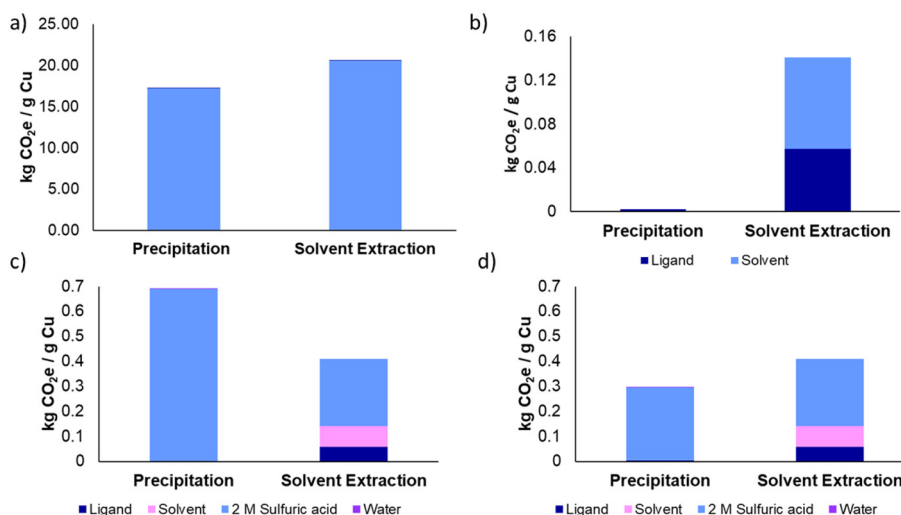 a)
25.00
20.00
15.00
10.00
5.00
0.00
kg CO₂e / g Cu
Precipitation
Solvent Extraction
b)
0.16
0.12
0.08
0.04
0
kg CO₂e / g Cu
Precipitation
Solvent Extraction
Ligand Solvent
c)
0.7
0.6
0.5
0.4
0.3
0.2
0.1
0
kg CO₂e / g Cu
Precipitation
Solvent Extraction
Ligand Solvent 2 M Sulfuric acid Water
d)
0.7
0.6
0.5
0.4
0.3
0.2
0.1
0
kg CO₂e / g Cu
Precipitation
Solvent Extraction
Ligand Solvent 2 M Sulfuric acid Water